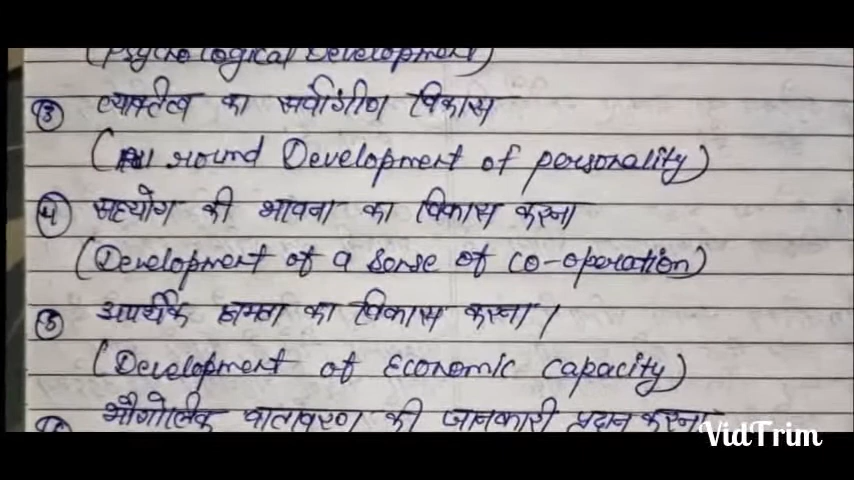 (Psychological Development)
③ व्यक्तित्व का सर्वांगीण विकास
(All round Development of personality)
④ सहयोग की भावना का विकास करना
(Development of a sense of co-operation)
⑤ आर्थिक क्षमता का विकास करना।
(Development of Economic capacity)
भौगोलिक वातावरण की जानकारी प्रदान करना
VidTrim